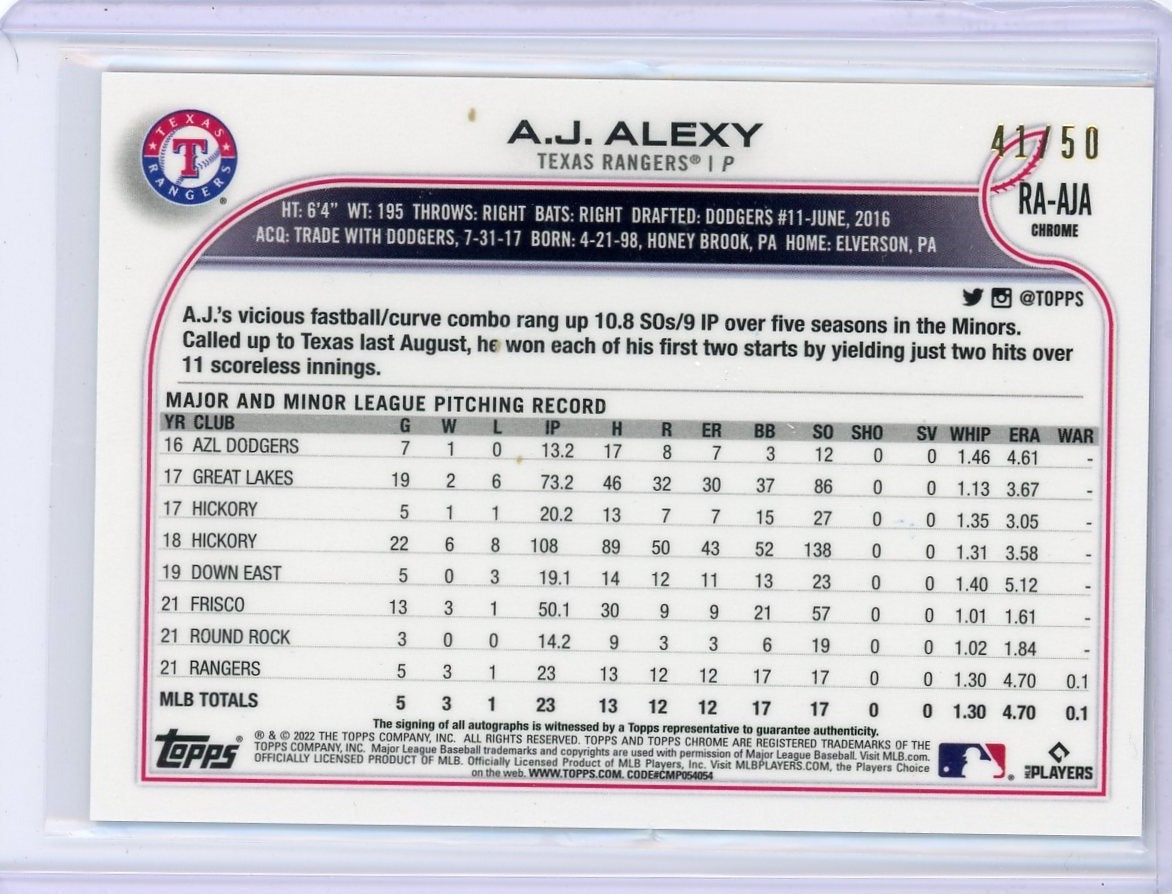 TEXAS RANGERS T
A.J. ALEXY
TEXAS RANGERS® | P
41/50
RA-AJA
CHROME
HT: 6'4" WT: 195 THROWS: RIGHT BATS: RIGHT DRAFTED: DODGERS #11-JUNE, 2016
ACQ: TRADE WITH DODGERS, 7-31-17 BORN: 4-21-98, HONEY BROOK, PA HOME: ELVERSON, PA
@TOPPS
A.J.'s vicious fastball/curve combo rang up 10.8 SOs/9 IP over five seasons in the Minors.
Called up to Texas last August, he won each of his first two starts by yielding just two hits over
11 scoreless innings.
MAJOR AND MINOR LEAGUE PITCHING RECORD
YR CLUB G W L IP H R ER BB SO SHO SV WHIP ERA WAR
16 AZL DODGERS 7 1 0 13.2 17 8 7 3 12 0 0 1.46 4.61 -
17 GREAT LAKES 19 2 6 73.2 46 32 30 37 86 0 0 1.13 3.67 -
17 HICKORY 5 1 1 20.2 13 7 7 15 27 0 0 1.35 3.05 -
18 HICKORY 22 6 8 108 89 50 43 52 138 0 0 1.31 3.58 -
19 DOWN EAST 5 0 3 19.1 14 12 11 13 23 0 0 1.40 5.12 -
21 FRISCO 13 3 1 50.1 30 9 9 21 57 0 0 1.01 1.61 -
21 ROUND ROCK 3 0 0 14.2 9 3 3 6 19 0 0 1.02 1.84 -
21 RANGERS 5 3 1 23 13 12 12 17 17 0 0 1.30 4.70 0.1
MLB TOTALS 5 3 1 23 13 12 12 17 17 0 0 1.30 4.70 0.1
The signing of all autographs is witnessed by a Topps representative to guarantee authenticity.
topps®
® & © 2022 THE TOPPS COMPANY, INC. ALL RIGHTS RESERVED. TOPPS AND TOPPS CHROME ARE REGISTERED TRADEMARKS OF THE
TOPPS COMPANY, INC. Major League Baseball trademarks and copyrights are used with permission of Major League Baseball. Visit MLB.com.
OFFICIALLY LICENSED PRODUCT OF MLB. Officially Licensed Product of MLB Players, Inc. Visit MLBPLAYERS.COM, the Players Choice
on the web. WWW.TOPPS.COM. CODE#CMP054054
MLB PLAYERS